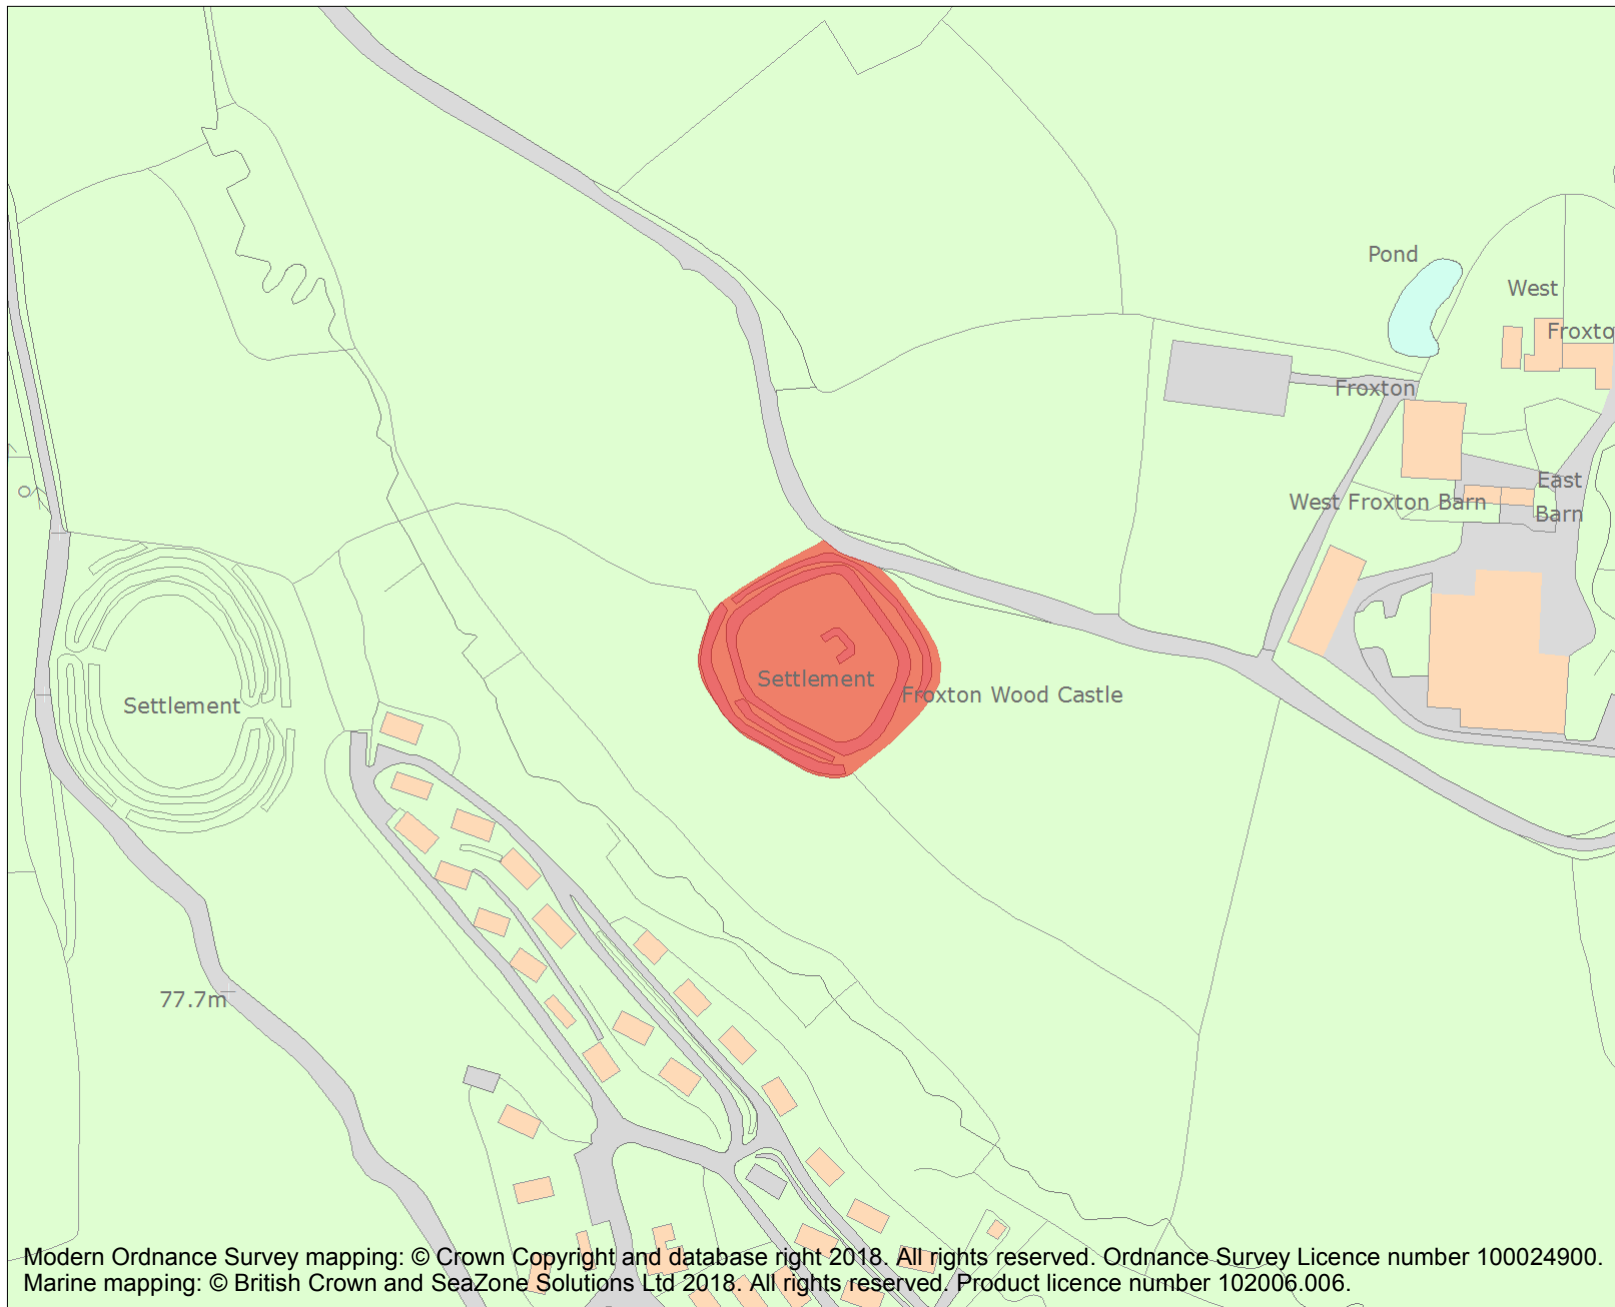 Pond
West
Froxto
Froxton
East
West Froxton Barn
Barn
Settlement
Froxton Wood Castle
Settlement
77.7m
Modern Ordnance Survey mapping: © Crown Copyright and database right 2018. All rights reserved. Ordnance Survey Licence number 100024900.
Marine mapping: © British Crown and SeaZone Solutions Ltd 2018. All rights reserved. Product licence number 102006.006.